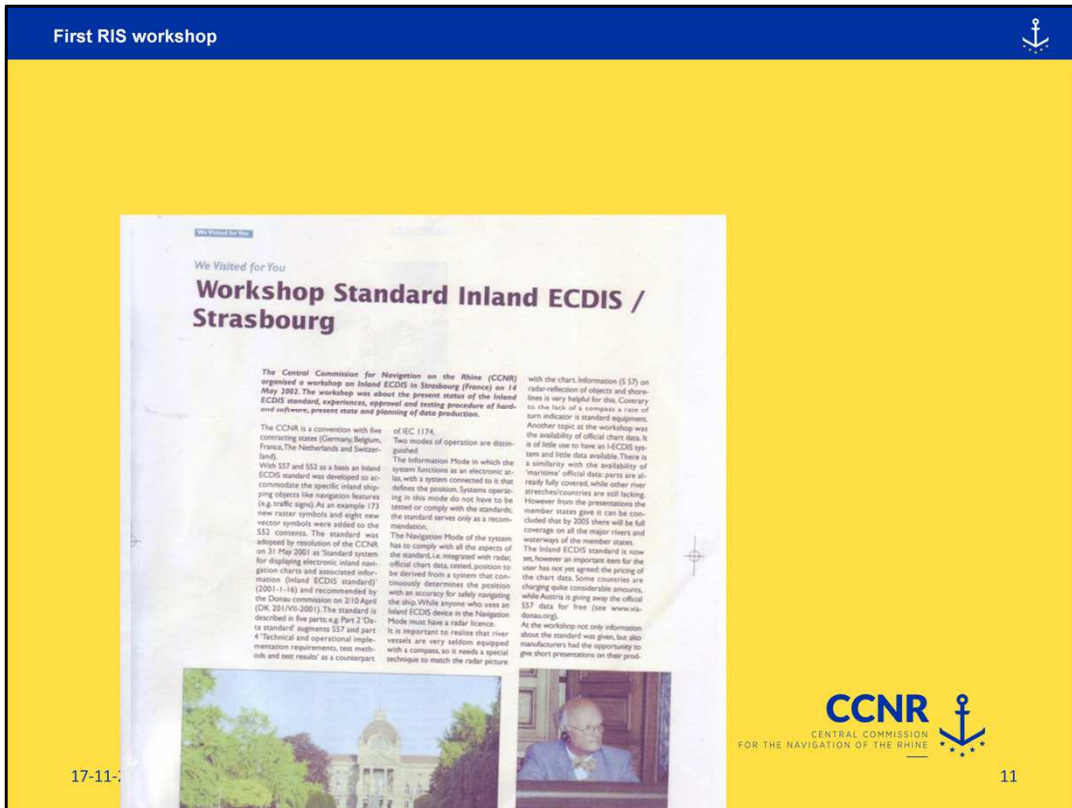 First RIS workshop
We Visited for You
We Visited for You
Workshop Standard Inland ECDIS /
Strasbourg
The Central Commission for Navigation on the Rhine (CCNR)
organised a workshop on Inland ECDIS in Strasbourg (France) on 14
May 2002. The workshop was about the present status of the Inland
ECDIS standard, experiences, approval and testing procedure of hard-
and software, present state and planning of data production.
The CCNR is a convention with five
contracting states (Germany, Belgium,
France, The Netherlands and Switzer-
land).
With S57 and S52 as a basis an Inland
ECDIS standard was developed to ac-
commodate the specific inland ship-
ping objects like navigation features
(e.g. traffic signs). As an example 173
new raster symbols and eight new
vector symbols were added to the
S52 contents. The standard was
adopted by resolution of the CCNR
on 31 May 2001 as 'Standard system
for displaying electronic inland navi-
gation charts and associated infor-
mation (Inland ECDIS standard)'
(2001-1-16) and recommended by
the Donau commission on 2/10 April
(DK 201/VII-2001). The standard is
described in five parts; e.g. Part 2 'Da-
ta standard' augments S57 and part
4 'Technical and operational imple-
mentation requirements, test meth-
ods and test results' as a counterpart
of IEC 1174.
Two modes of operation are distin-
guished
The Information Mode in which the
system functions as an electronic at-
las, with a system connected to it that
defines the position. Systems operat-
ing in this mode do not have to be
tested or comply with the standards;
the standard serves only as a recom-
mendation.
The Navigation Mode of the system
has to comply with all the aspects of
the standard, i.e. integrated with radar,
official chart data, tested, position to
be derived from a system that con-
tinuously determines the position
with an accuracy for safely navigating
the ship. While anyone who uses an
Inland ECDIS device in the Navigation
Mode must have a radar licence.
It is important to realise that river
vessels are very seldom equipped
with a compass, so it needs a special
technique to match the radar picture
with the chart. Information (S 57) on
radar-reflection of objects and shore-
lines is very helpful for this. Contrary
to the lack of a compass a rate of
turn indicator is standard equipment.
Another topic at the workshop was
the availability of official chart data. It
is of little use to have an I-ECDIS sys-
tem and little data available. There is
a similarity with the availability of
'maritime' official data: parts are al-
ready fully covered, while other river
stretches/countries are still lacking.
However from the presentations the
member states gave it can be con-
cluded that by 2005 there will be full
coverage on all the major rivers and
waterways of the member states.
The Inland ECDIS standard is now
set, however an important item for the
user has not yet agreed: the pricing of
the chart data. Some countries are
charging quite considerable amounts,
while Austria is giving away the official
S57 data for free (see www.via-
donau.org).
At the workshop not only information
about the standard was given, but also
manufacturers had the opportunity to
give short presentations on their prod-
CCNR
CENTRAL COMMISSION
FOR THE NAVIGATION OF THE RHINE
17-11-
11